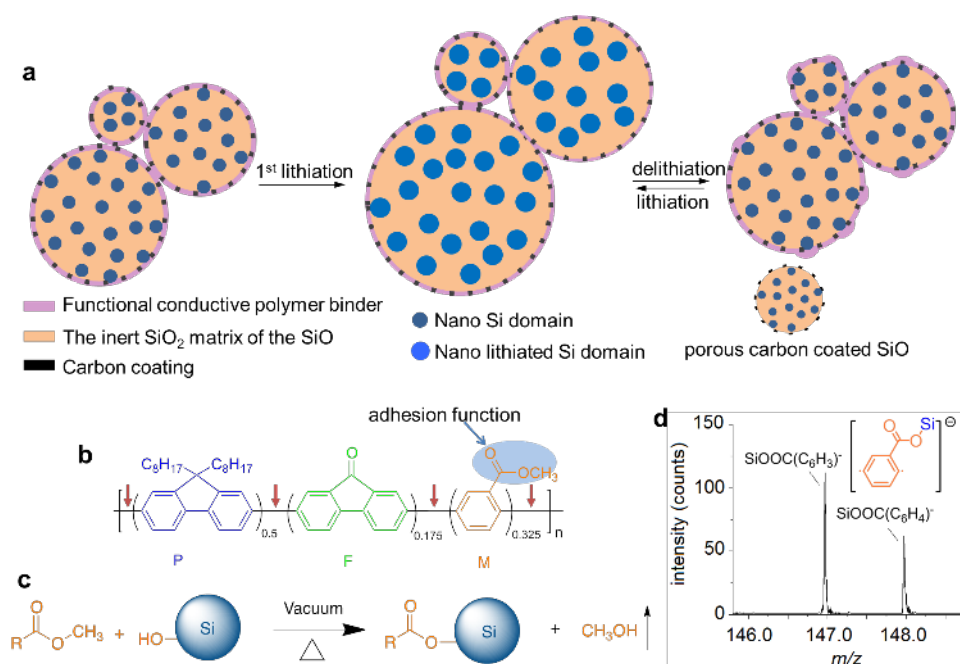 a
1st lithiation
delithiation
lithiation
Functional conductive polymer binder
The inert SiO2 matrix of the SiO
Carbon coating
Nano Si domain
Nano lithiated Si domain
porous carbon coated SiO
b
adhesion function
C8H17
C8H17
O
O
OCH3
0.5
0.175
0.325
n
P
F
M
c
O
R
O
CH3
+
HO
Si
Vacuum
O
R
O
Si
+
CH3OH
d
150
100
50
0
intensity (counts)
SiOOC(C6H3)-
SiOOC(C6H4)-
O
O
Si
⊖
146.0
147.0
148.0
m/z